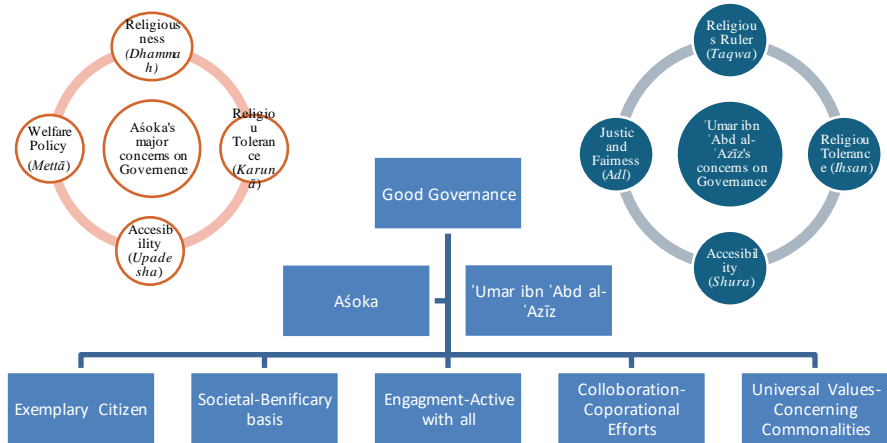 Religious
ness
(Dhamma
h)
Welfare
Policy
(Mettā)
Aśoka's
major
concerns on
Governence
Religiou
Toleran
ce
(Karun
ā)
Accesib
ility
(Upade
sha)
Religiou
s Ruler
(Taqwa)
Justic
and
Fairness
(Adl)
ʿUmar ibn
ʿAbd al-
ʿAzīz's
concerns on
Governance
Religiou
Toleranc
e (Ihsan)
Accesibil
ity
(Shura)
Good Governance
Aśoka
ʿUmar ibn ʿAbd al-
ʿAzīz
Exemplary Citizen
Societal-Benificary
basis
Engagment-Active
with all
Colloboration-
Coporational
Efforts
Universal Values-
Concerning
Commonalities